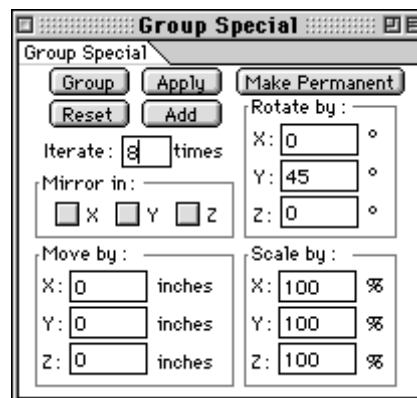 Group Special
Group Special
Group Apply Make Permanent
Reset Add
Iterate: 8 times
Mirror in:
X Y Z
Rotate by:
X: 0 °
Y: 45 °
Z: 0 °
Move by:
X: 0 inches
Y: 0 inches
Z: 0 inches
Scale by:
X: 100 %
Y: 100 %
Z: 100 %